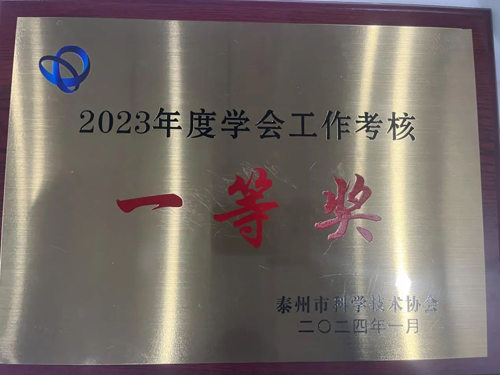 2023年度学会工作考核
一等奖
泰州市科学技术协会
二〇二四年一月